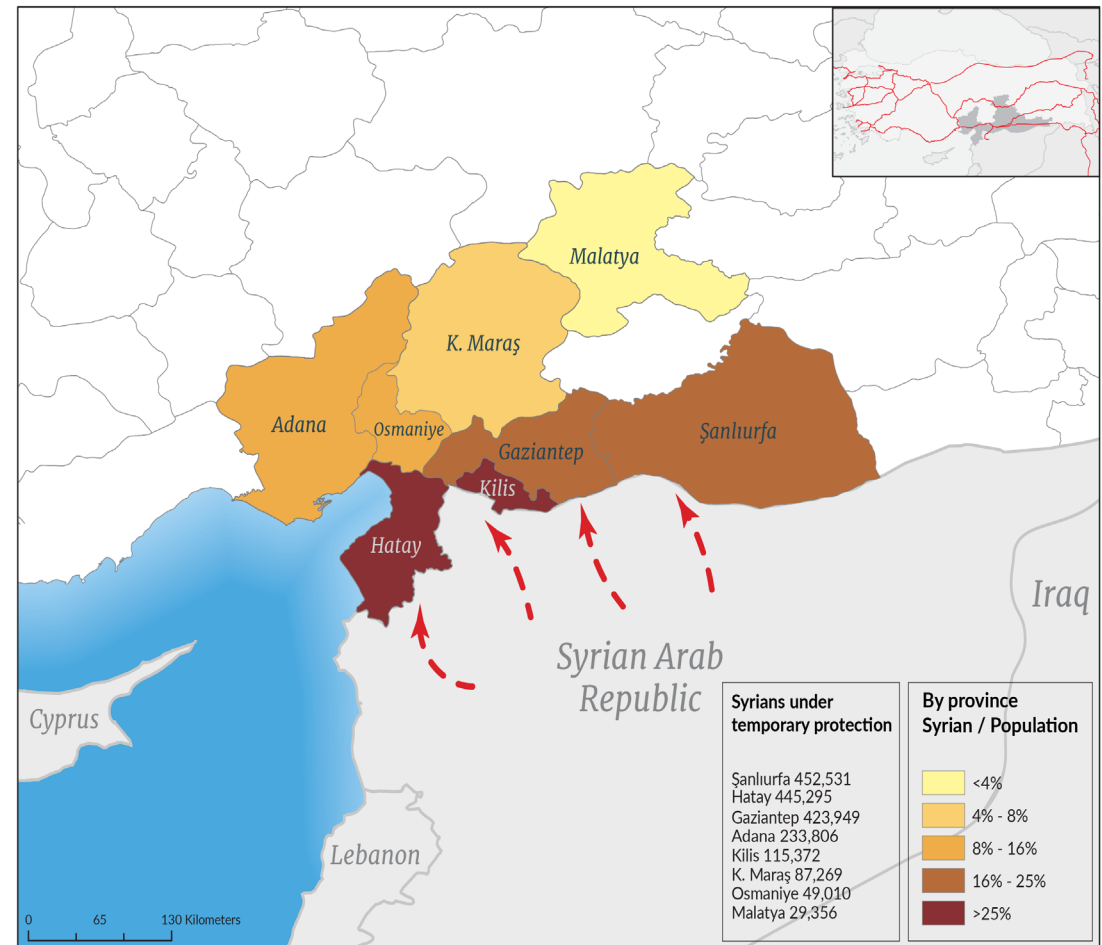 Malatya
K. Maraş
Adana
Osmaniye
Gaziantep
Şanlıurfa
Kilis
Hatay
Iraq
Syrian Arab
Republic
Cyprus
Lebanon
0 65 130 Kilometers
Syrians under
temporary protection
Şanlıurfa 452,531
Hatay 445,295
Gaziantep 423,949
Adana 233,806
Kilis 115,372
K. Maraş 87,269
Osmaniye 49,010
Malatya 29,356
By province
Syrian / Population
<4%
4% - 8%
8% - 16%
16% - 25%
>25%